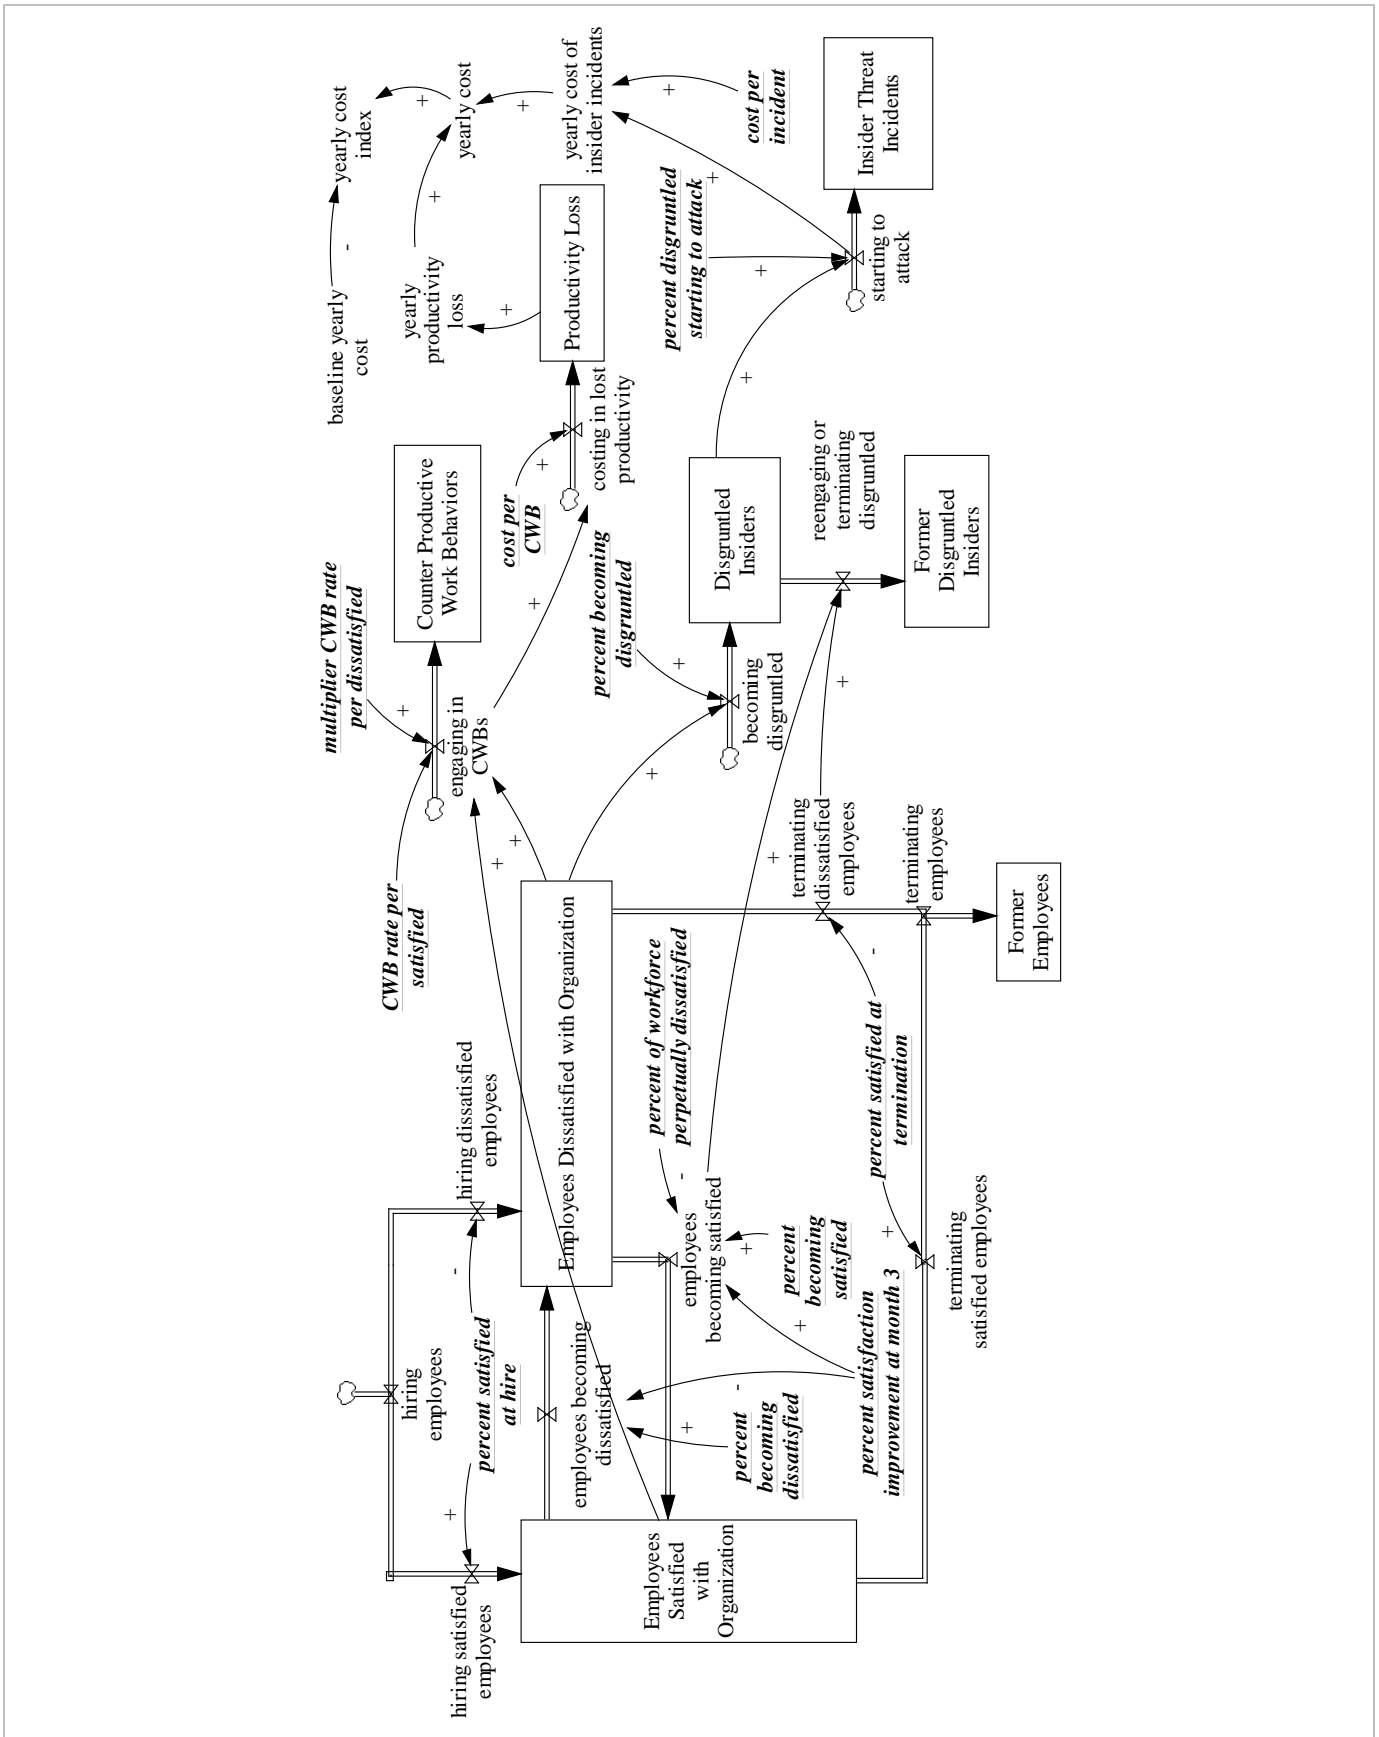 hiring satisfied
employees
hiring
employees
percent satisfied
at hire
-
+
hiring dissatisfied
employees
Employees
Satisfied
with
Organization
employees becoming
dissatisfied
Employees Dissatisfied with Organization
percent
becoming
dissatisfied
+
-
percent satisfaction
improvement at month 3
+
percent
becoming
satisfied
+
employees
becoming satisfied
percent of workforce
perpetually dissatisfied
-
terminating
satisfied employees
percent satisfied at
termination
+
-
terminating
dissatisfied
employees
terminating
employees
Former
Employees
CWB rate per
satisfied
multiplier CWB rate
per dissatisfied
+
engaging in
CWBs
+
+
Counter Productive
Work Behaviors
cost per
CWB
+
+
costing in lost
productivity
Productivity Loss
percent becoming
disgruntled
+
+
becoming
disgruntled
Disgruntled
Insiders
+
+
reengaging or
terminating
disgruntled
Former
Disgruntled
Insiders
baseline yearly
cost
-
yearly cost
index
yearly
productivity
loss
+
+
yearly cost
+
+
yearly cost of
insider incidents
percent disgruntled
starting to attack
+
+
+
cost per
incident
+
starting to
attack
Insider Threat
Incidents